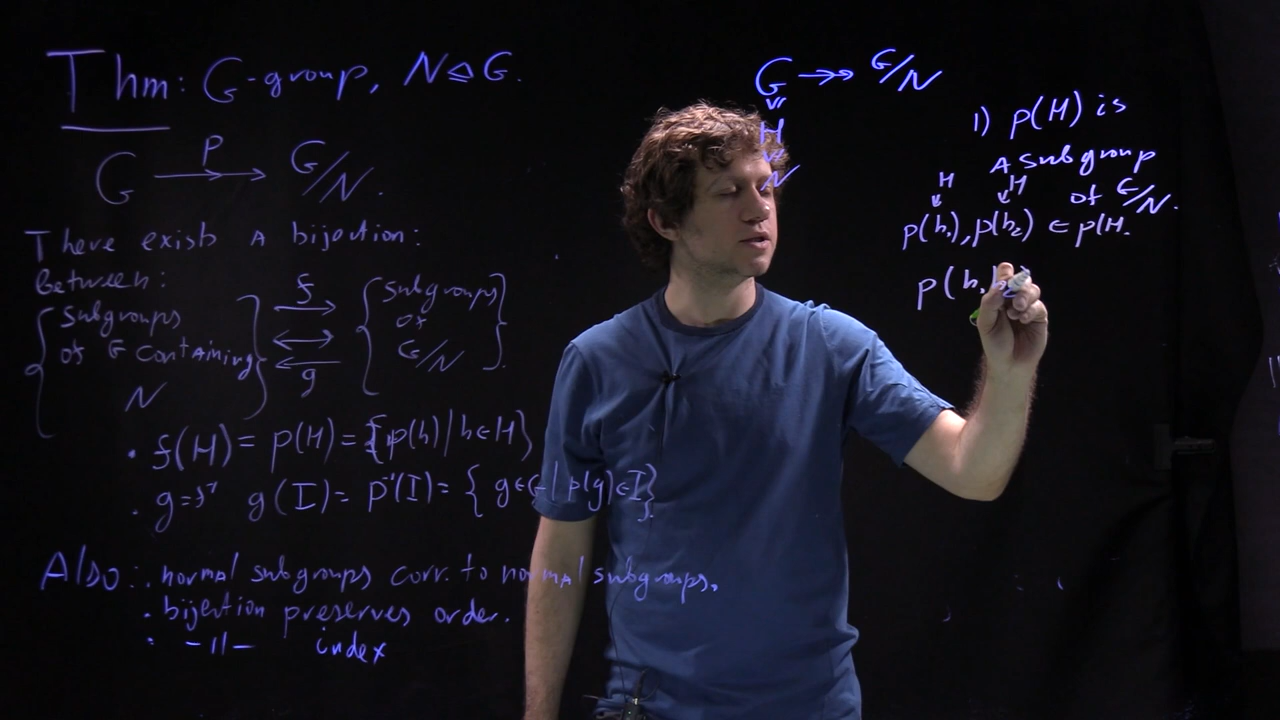 Thm: G-group, N⊴G.
G →P→ G/N.
There exist A bijection:
Between:
{Subgroups of G containing N} f → ↔ ← g {subgroups of G/N}.
· f(H) = p(H) = {p(h) | h ∈ H}
· g = f⁻¹ g(I) = p⁻¹(I) = {g ∈ G | p(g) ∈ I}.
Also: · normal subgroups corr. to normal subgroups,
· bijection preserves order.
: -11- index
G ↠ G/N
H
N
1) p(H) is
A subgroup
of G/N.
H H
p(h₁), p(h₂) ∈ p(H.
p(h₁h₂